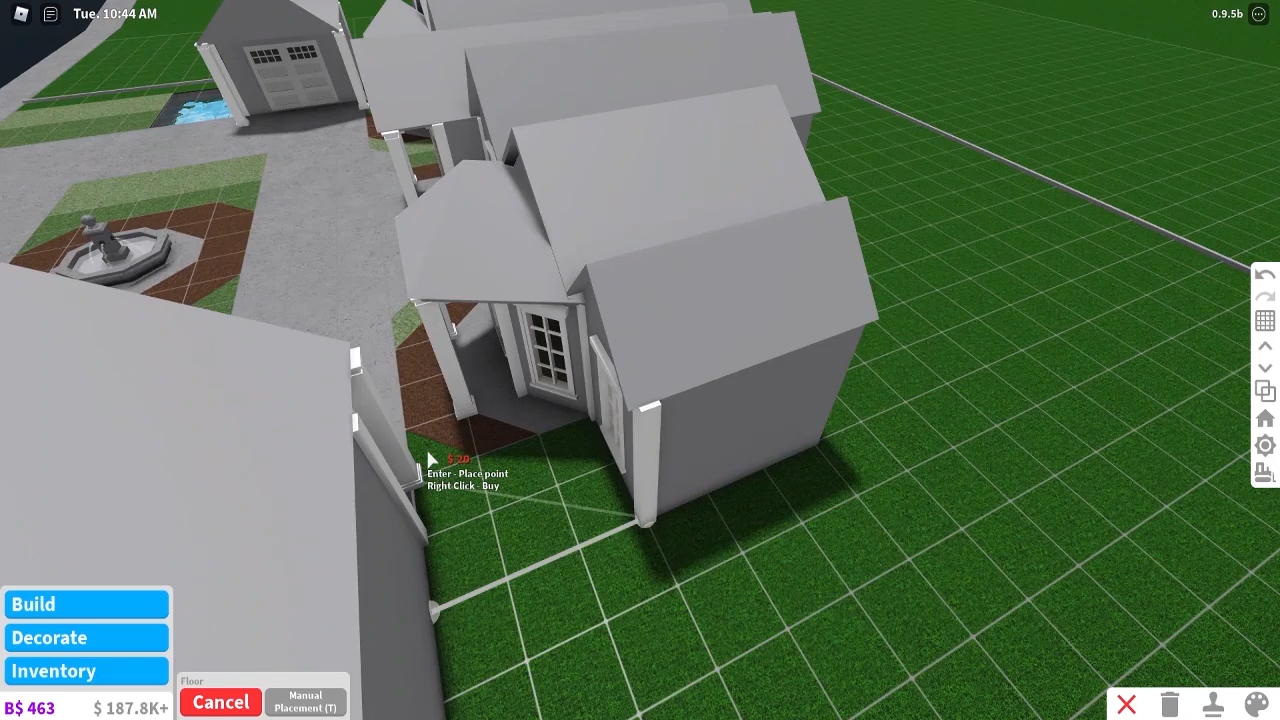 Tue. 10:44 AM
0.9.5b
$ 20
Enter - Place point
Right Click - Buy
Build
Decorate
Inventory
B$ 463
$ 187.8K+
Floor
Cancel
Manual
Placement (T)